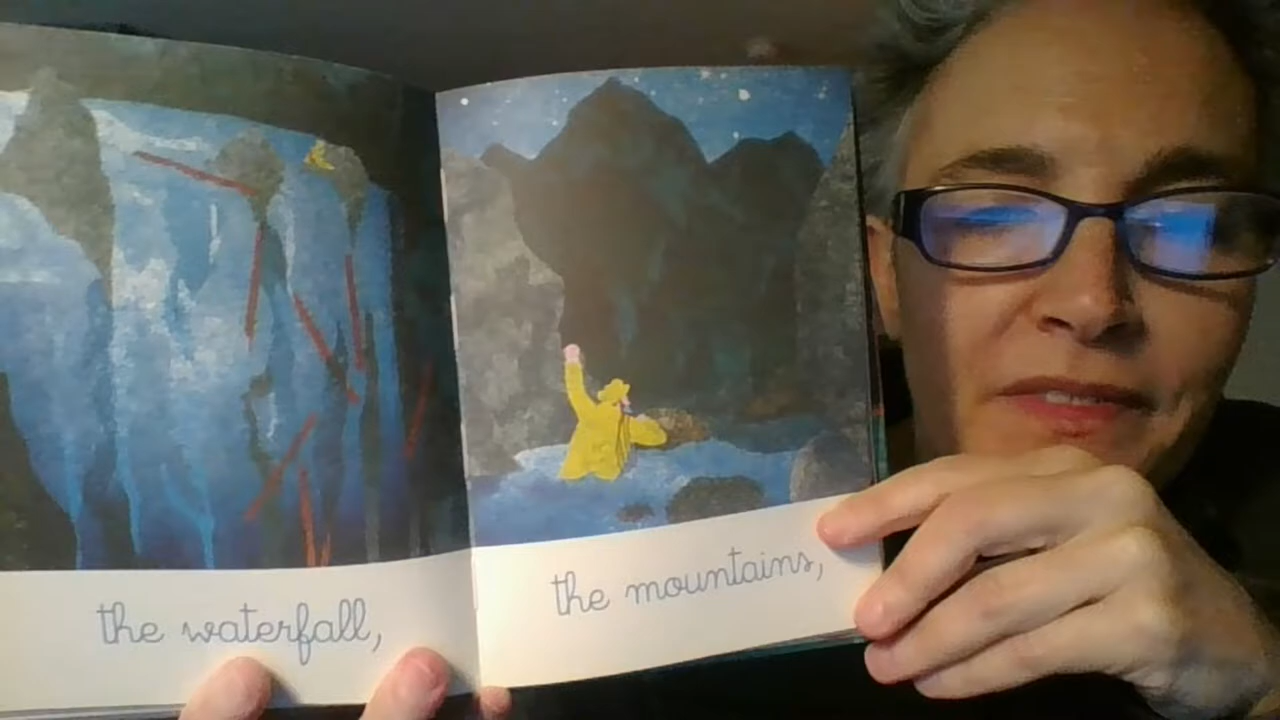 the waterfall,
the mountains,